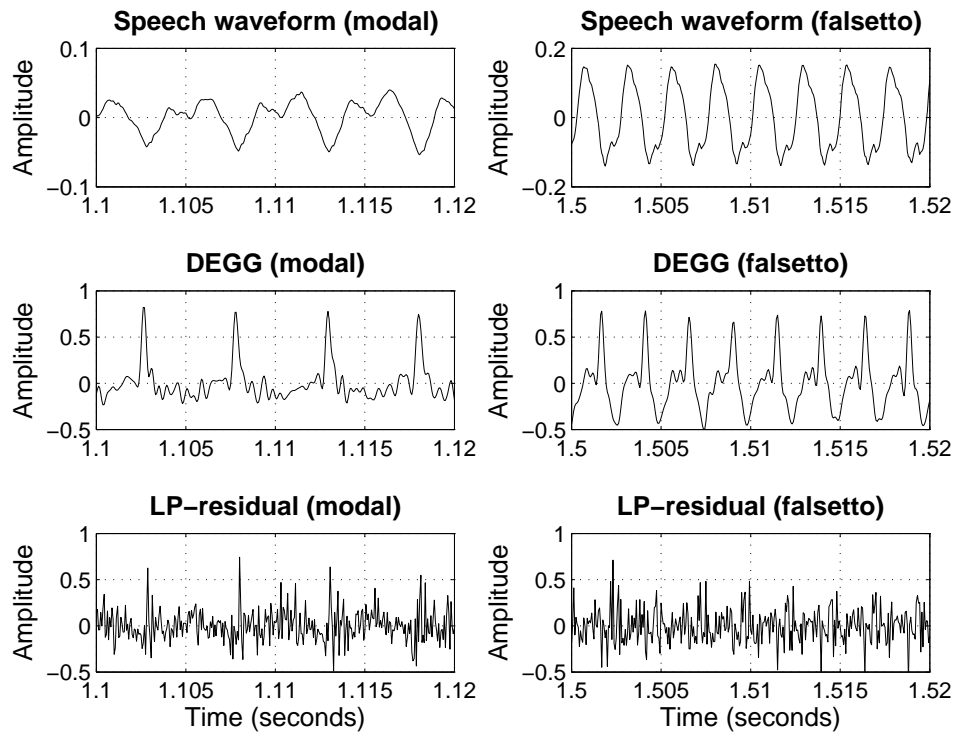 Speech waveform (modal)
Amplitude
0.1
0
−0.1
1.1 1.105 1.11 1.115 1.12
Speech waveform (falsetto)
Amplitude
0.2
0
−0.2
1.5 1.505 1.51 1.515 1.52
DEGG (modal)
Amplitude
1
0.5
0
−0.5
1.1 1.105 1.11 1.115 1.12
DEGG (falsetto)
Amplitude
1
0.5
0
−0.5
1.5 1.505 1.51 1.515 1.52
LP−residual (modal)
Amplitude
1
0.5
0
−0.5
1.1 1.105 1.11 1.115 1.12
Time (seconds)
LP−residual (falsetto)
Amplitude
1
0.5
0
−0.5
1.5 1.505 1.51 1.515 1.52
Time (seconds)